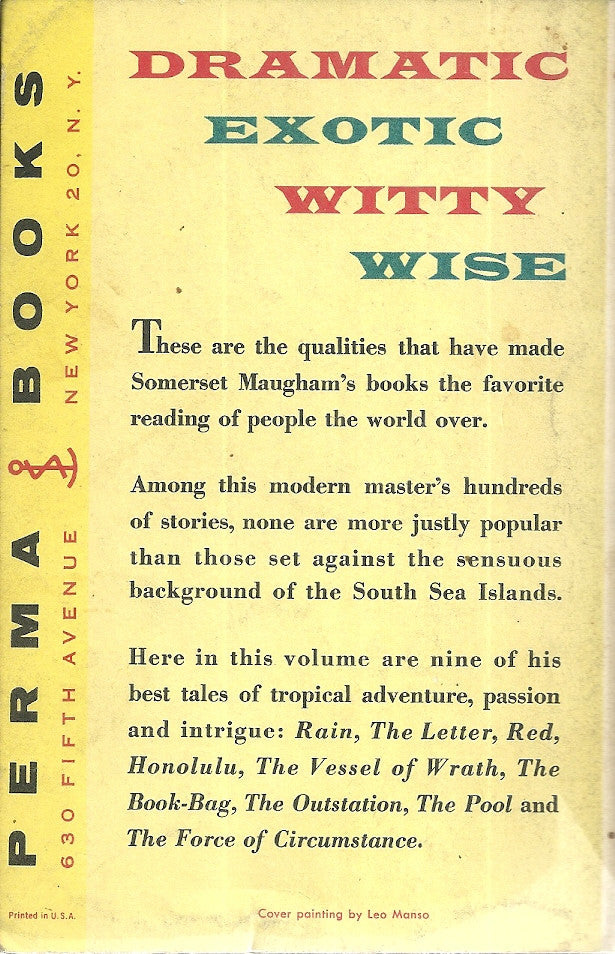 DRAMATIC
EXOTIC
WITTY
WISE
These are the qualities that have made
Somerset Maugham's books the favorite
reading of people the world over.
Among this modern master's hundreds
of stories, none are more justly popular
than those set against the sensuous
background of the South Sea Islands.
Here in this volume are nine of his
best tales of tropical adventure, passion
and intrigue: Rain, The Letter, Red,
Honolulu, The Vessel of Wrath, The
Book-Bag, The Outstation, The Pool and
The Force of Circumstance.
PERMA BOOKS
630 FIFTH AVENUE NEW YORK 20, N. Y.
Printed in U.S.A.
Cover painting by Leo Manso